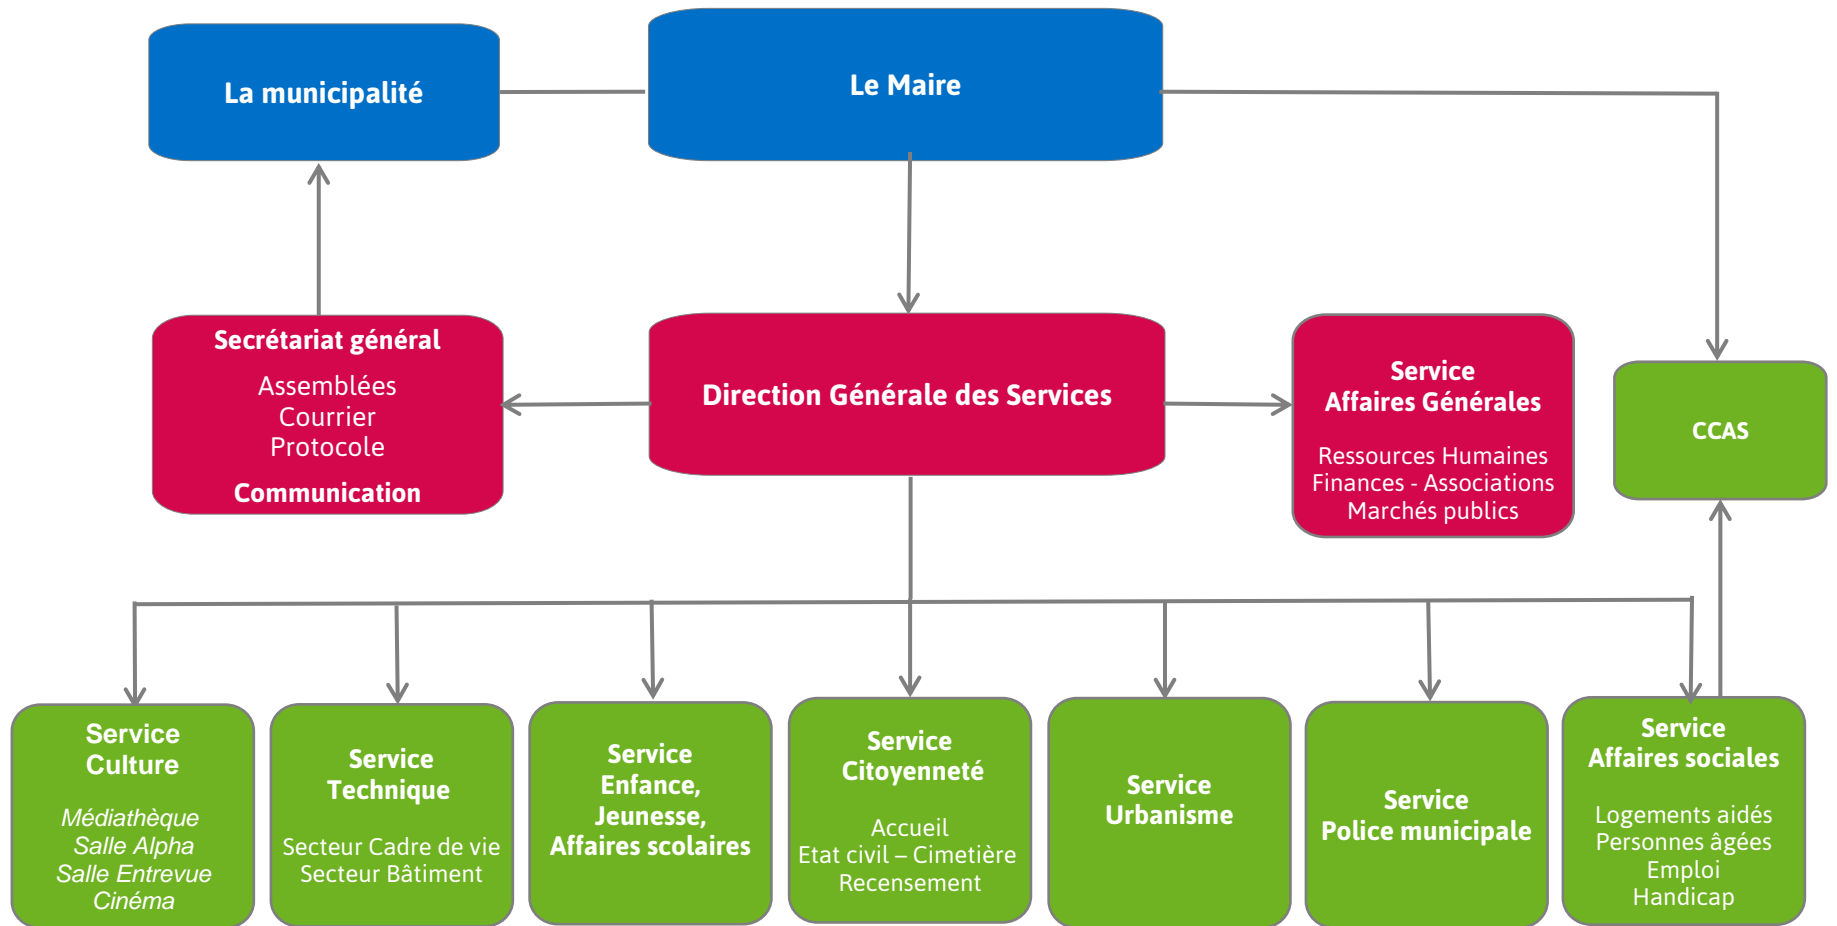 La municipalité
Le Maire
Secrétariat général
Assemblées
Courrier
Protocole
Communication
Direction Générale des Services
Service
Affaires Générales
Ressources Humaines
Finances - Associations
Marchés publics
CCAS
Service
Culture
Médiathèque
Salle Alpha
Salle Entrevue
Cinéma
Service
Technique
Secteur Cadre de vie
Secteur Bâtiment
Service
Enfance,
Jeunesse,
Affaires scolaires
Service
Citoyenneté
Accueil
Etat civil – Cimetière
Recensement
Service
Urbanisme
Service
Police municipale
Service
Affaires sociales
Logements aidés
Personnes âgées
Emploi
Handicap